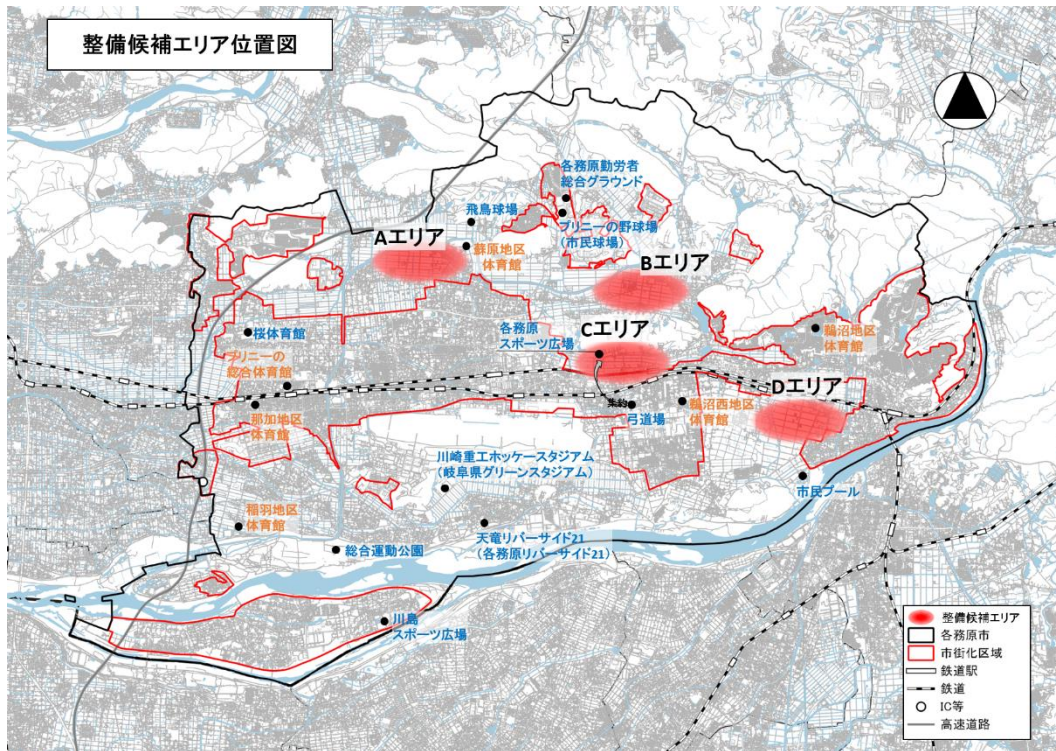 整備候補エリア位置図
各務原勤労者
総合グラウンド
飛鳥球場
プリニーの野球場
(市民球場)
Aエリア
蘇原地区
体育館
Bエリア
各務原
スポーツ広場
Cエリア
鵜沼地区
体育館
桜体育館
プリニーの
総合体育館
Dエリア
那加地区
体育館
集約
弓道場
鵜沼西地区
体育館
川崎重工ホッケースタジアム
(岐阜県グリーンスタジアム)
市民プール
稲羽地区
体育館
総合運動公園
天竜リバーサイド21
(各務原リバーサイド21)
川島
スポーツ広場
整備候補エリア
各務原市
市街化区域
鉄道駅
鉄道
IC等
高速道路